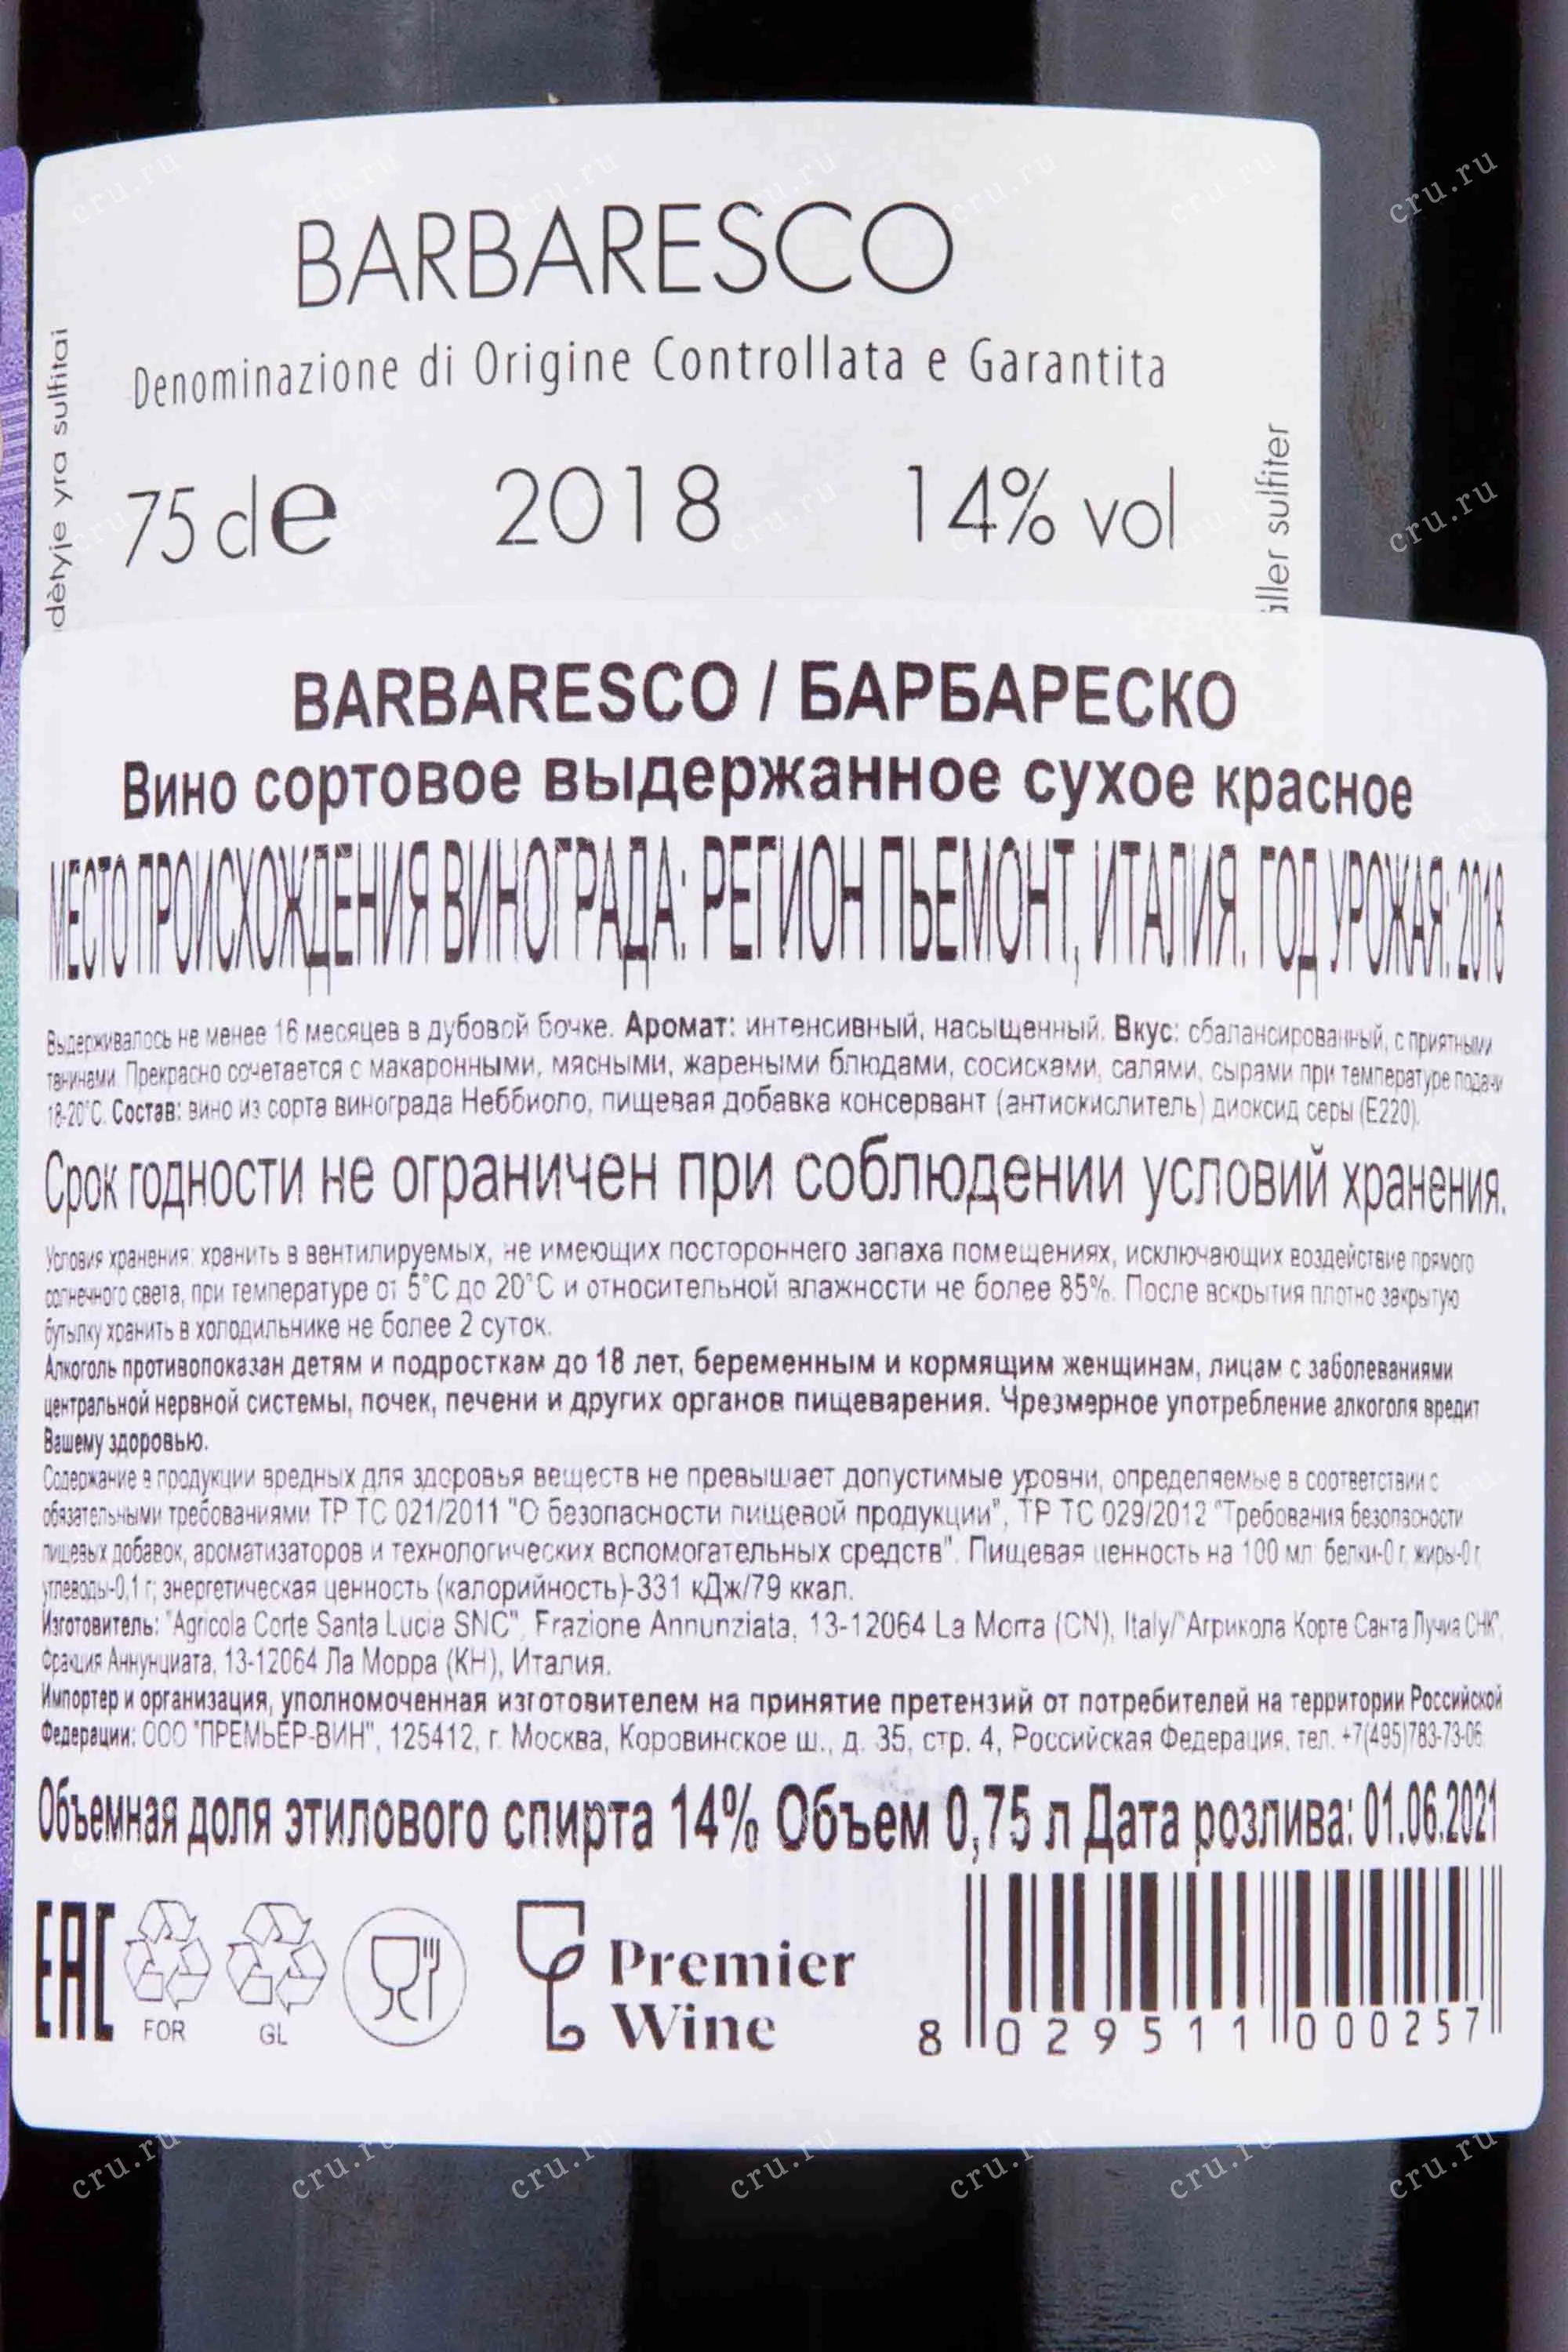 BARBARESCO
Denominazione di Origine Controllata e Garantita
75 cle 2018 14% vol
dėtyje yra sulfitai
åller sulfiter
BARBARESCO / БАРБАРЕСКО
Вино сортовое выдержанное сухое красное
МЕСТО ПРОИСХОЖДЕНИЯ ВИНОГРАДА: РЕГИОН ПЬЕМОНТ, ИТАЛИЯ. ГОД УРОЖАЯ: 2018
Выдерживалось не менее 16 месяцев в дубовой бочке. Аромат: интенсивный, насыщенный. Вкус: сбалансированный, с приятными
танинами. Прекрасно сочетается с макаронными, мясными, жареными блюдами, сосисками, салями, сырами при температуре подачи
18-20°C. Состав: вино из сорта винограда Неббиоло, пищевая добавка консервант (антиокислитель) диоксид серы (Е220).
Срок годности не ограничен при соблюдении условий хранения.
Условия хранения: хранить в вентилируемых, не имеющих постороннего запаха помещениях, исключающих воздействие прямого
солнечного света, при температуре от 5°C до 20°C и относительной влажности не более 85%. После вскрытия плотно закрытую
бутылку хранить в холодильнике не более 2 суток.
Алкоголь противопоказан детям и подросткам до 18 лет, беременным и кормящим женщинам, лицам с заболеваниями
центральной нервной системы, почек, печени и других органов пищеварения. Чрезмерное употребление алкоголя вредит
Вашему здоровью.
Содержание в продукции вредных для здоровья веществ не превышает допустимые уровни, определяемые в соответствии с
обязательными требованиями ТР ТС 021/2011 "О безопасности пищевой продукции", ТР ТС 029/2012 "Требования безопасности
пищевых добавок, ароматизаторов и технологических вспомогательных средств". Пищевая ценность на 100 мл: белки-0 г, жиры-0 г,
углеводы-0,1 г; энергетическая ценность (калорийность)-331 кДж/79 ккал.
Изготовитель: "Agricola Corte Santa Lucia SNC", Frazione Annunziata, 13-12064 La Morra (CN), Italy/"Агрикола Корте Санта Лучиа СНК",
Фракция Аннунциата, 13-12064 Ла Морра (КН), Италия.
Импортер и организация, уполномоченная изготовителем на принятие претензий от потребителей на территории Российской
Федерации: ООО "ПРЕМЬЕР-ВИН", 125412, г. Москва, Коровинское ш., д. 35, стр. 4, Российская Федерация, тел. +7(495)783-73-06
Объемная доля этилового спирта 14% Объем 0,75 л Дата розлива: 01.06.2021
EAC FOR GL Premier Wine
8 029511 000257
cru.ru